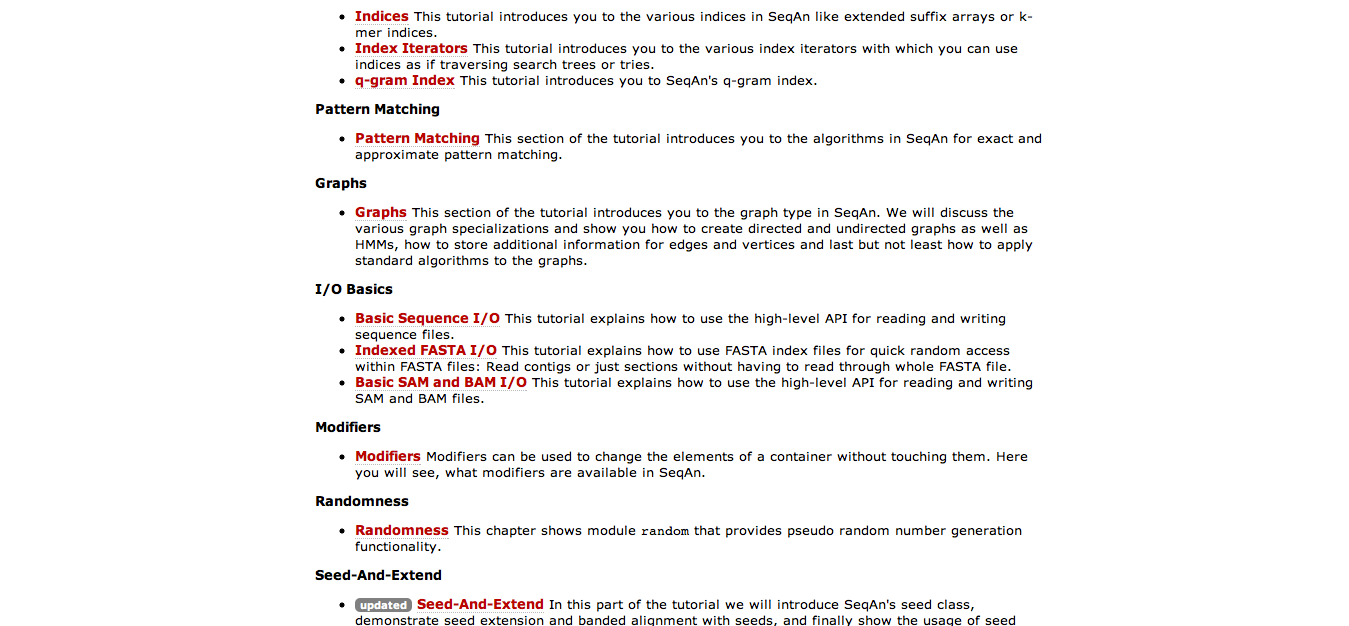 Indices This tutorial introduces you to the various indices in SeqAn like extended suffix arrays or k-
mer indices.
Index Iterators This tutorial introduces you to the various index iterators with which you can use
indices as if traversing search trees or tries.
q-gram Index This tutorial introduces you to SeqAn's q-gram index.
Pattern Matching
Pattern Matching This section of the tutorial introduces you to the algorithms in SeqAn for exact and
approximate pattern matching.
Graphs
Graphs This section of the tutorial introduces you to the graph type in SeqAn. We will discuss the
various graph specializations and show you how to create directed and undirected graphs as well as
HMMs, how to store additional information for edges and vertices and last but not least how to apply
standard algorithms to the graphs.
I/O Basics
Basic Sequence I/O This tutorial explains how to use the high-level API for reading and writing
sequence files.
Indexed FASTA I/O This tutorial explains how to use FASTA index files for quick random access
within FASTA files: Read contigs or just sections without having to read through whole FASTA file.
Basic SAM and BAM I/O This tutorial explains how to use the high-level API for reading and writing
SAM and BAM files.
Modifiers
Modifiers Modifiers can be used to change the elements of a container without touching them. Here
you will see, what modifiers are available in SeqAn.
Randomness
Randomness This chapter shows module random that provides pseudo random number generation
functionality.
Seed-And-Extend
updated Seed-And-Extend In this part of the tutorial we will introduce SeqAn's seed class,
demonstrate seed extension and banded alignment with seeds, and finally show the usage of seed